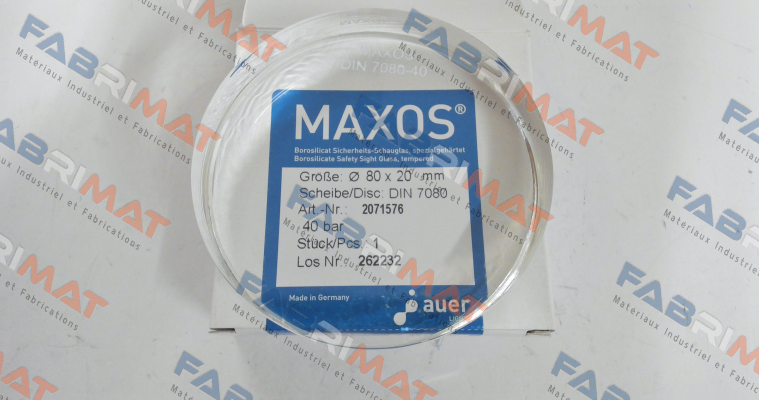 MAXOS
DIN 7080-40
MAXOS®
Borosilicat Sicherheits-Schauglas, spezialgehärtet
Borosilicate Safety Sight Glass, tempered
Größe: Ø 80 x 20 mm
Scheibe/Disc: DIN 7080
Art.-Nr.: 2071576
40 bar
Stück/Pcs.: 1
Los Nr.: 262232
Made in Germany
auer
FABRIMAT
Materiaux Industriel et Fabrications